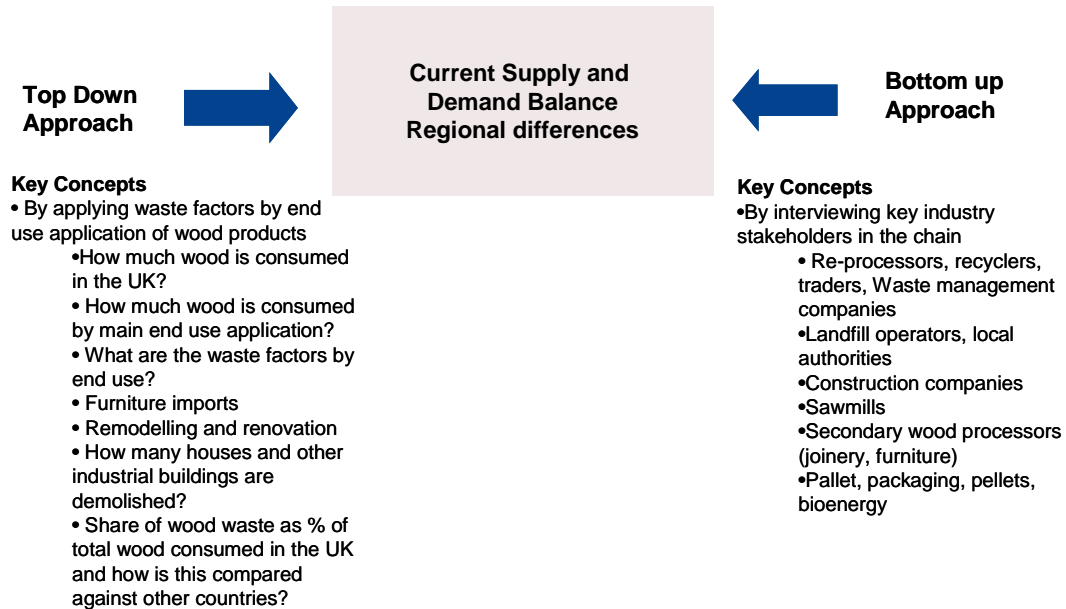 Top Down
Approach
Current Supply and
Demand Balance
Regional differences
Bottom up
Approach
Key Concepts
• By applying waste factors by end
use application of wood products
•How much wood is consumed
in the UK?
• How much wood is consumed
by main end use application?
• What are the waste factors by
end use?
• Furniture imports
• Remodelling and renovation
• How many houses and other
industrial buildings are
demolished?
• Share of wood waste as % of
total wood consumed in the UK
and how is this compared
against other countries?
Key Concepts
•By interviewing key industry
stakeholders in the chain
• Re-processors, recyclers,
traders, Waste management
companies
•Landfill operators, local
authorities
•Construction companies
•Sawmills
•Secondary wood processors
(joinery, furniture)
•Pallet, packaging, pellets,
bioenergy